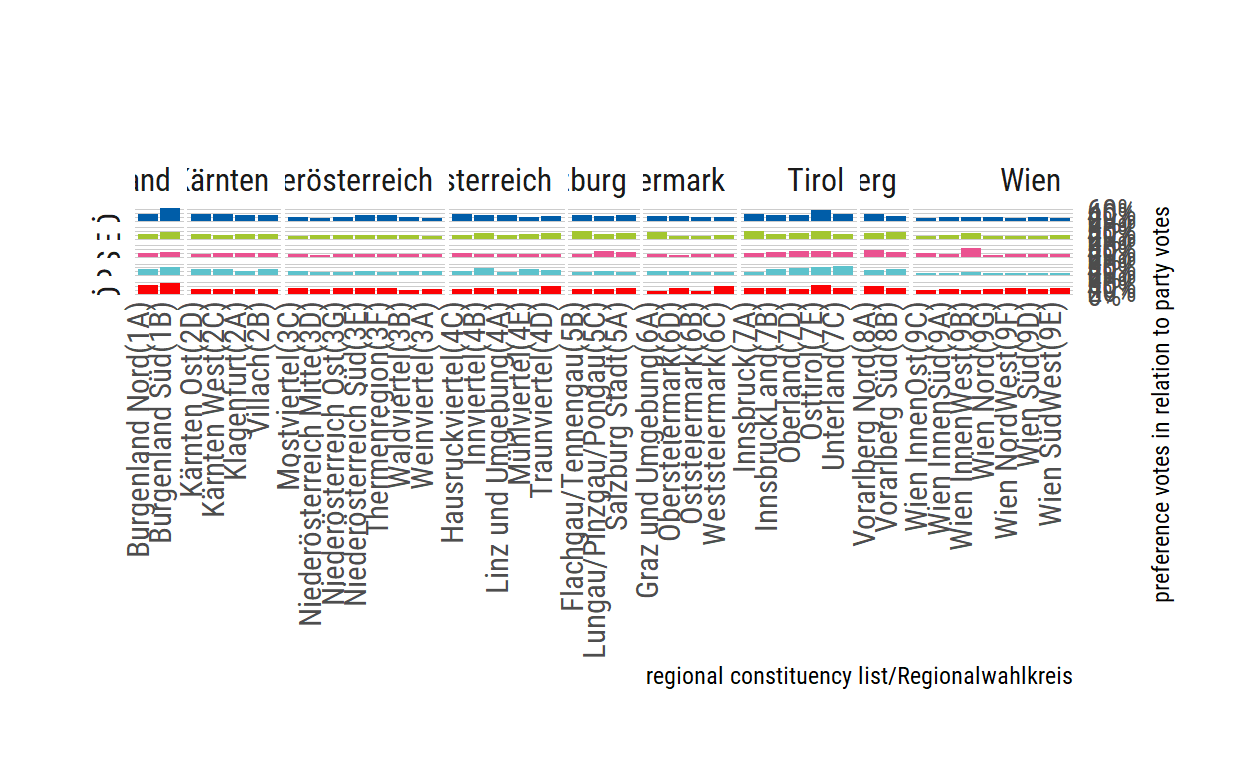 and Kärnten erösterreich sterreich burg ermark Tirol erg Wien
60%
0%
preference votes in relation to party votes
Burgenland Nord(1A)
Burgenland Süd(1B)
Kärnten Ost(2D)
Kärnten West(2C)
Klagenfurt(2A)
Villach(2B)
Mostviertel(3C)
Niederösterreich Mitte(3D)
Niederösterreich Ost(3G)
Niederösterreich Süd(3E)
Thermenregion(3F)
Waldviertel(3B)
Weinviertel(3A)
Hausruckviertel(4C)
Innviertel(4B)
Linz und Umgebung(4A)
Mühlviertel(4E)
Traunviertel(4D)
Flachgau/Tennengau(5B)
Lungau/Pinzgau/Pongau(5C)
Salzburg Stadt(5A)
Graz und Umgebung(6A)
Obersteiermark(6D)
Oststeiermark(6B)
Weststeiermark(6C)
Innsbruck(7A)
InnsbruckLand(7B)
Oberland(7D)
Osttirol(7E)
Unterland(7C)
Vorarlberg Nord(8A)
Vorarlberg Süd(8B)
Wien InnenOst(9C)
Wien InnenSüd(9A)
Wien InnenWest(9B)
Wien Nord(9G)
Wien NordWest(9F)
Wien Süd(9D)
Wien SüdWest(9E)
regional constituency list/Regionalwahlkreis